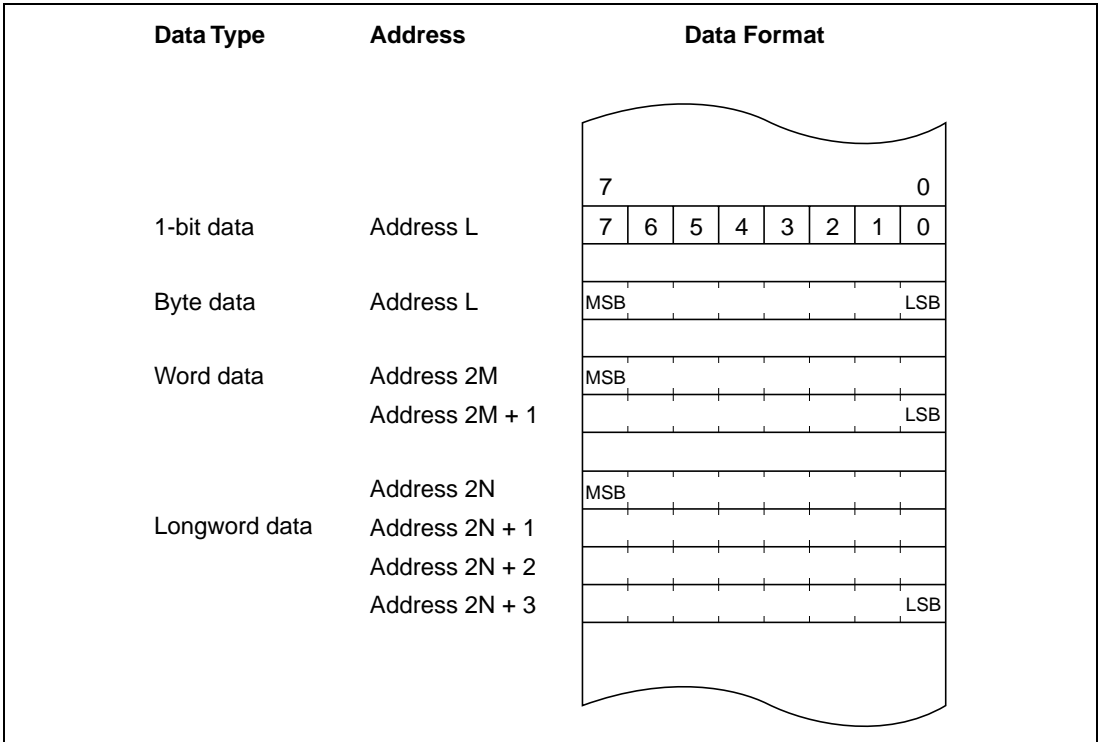 Data Type Address Data Format
7 0
1-bit data Address L 7 6 5 4 3 2 1 0
Byte data Address L MSB LSB
Word data Address 2M MSB
Address 2M + 1 LSB
Address 2N MSB
Longword data Address 2N + 1
Address 2N + 2
Address 2N + 3 LSB